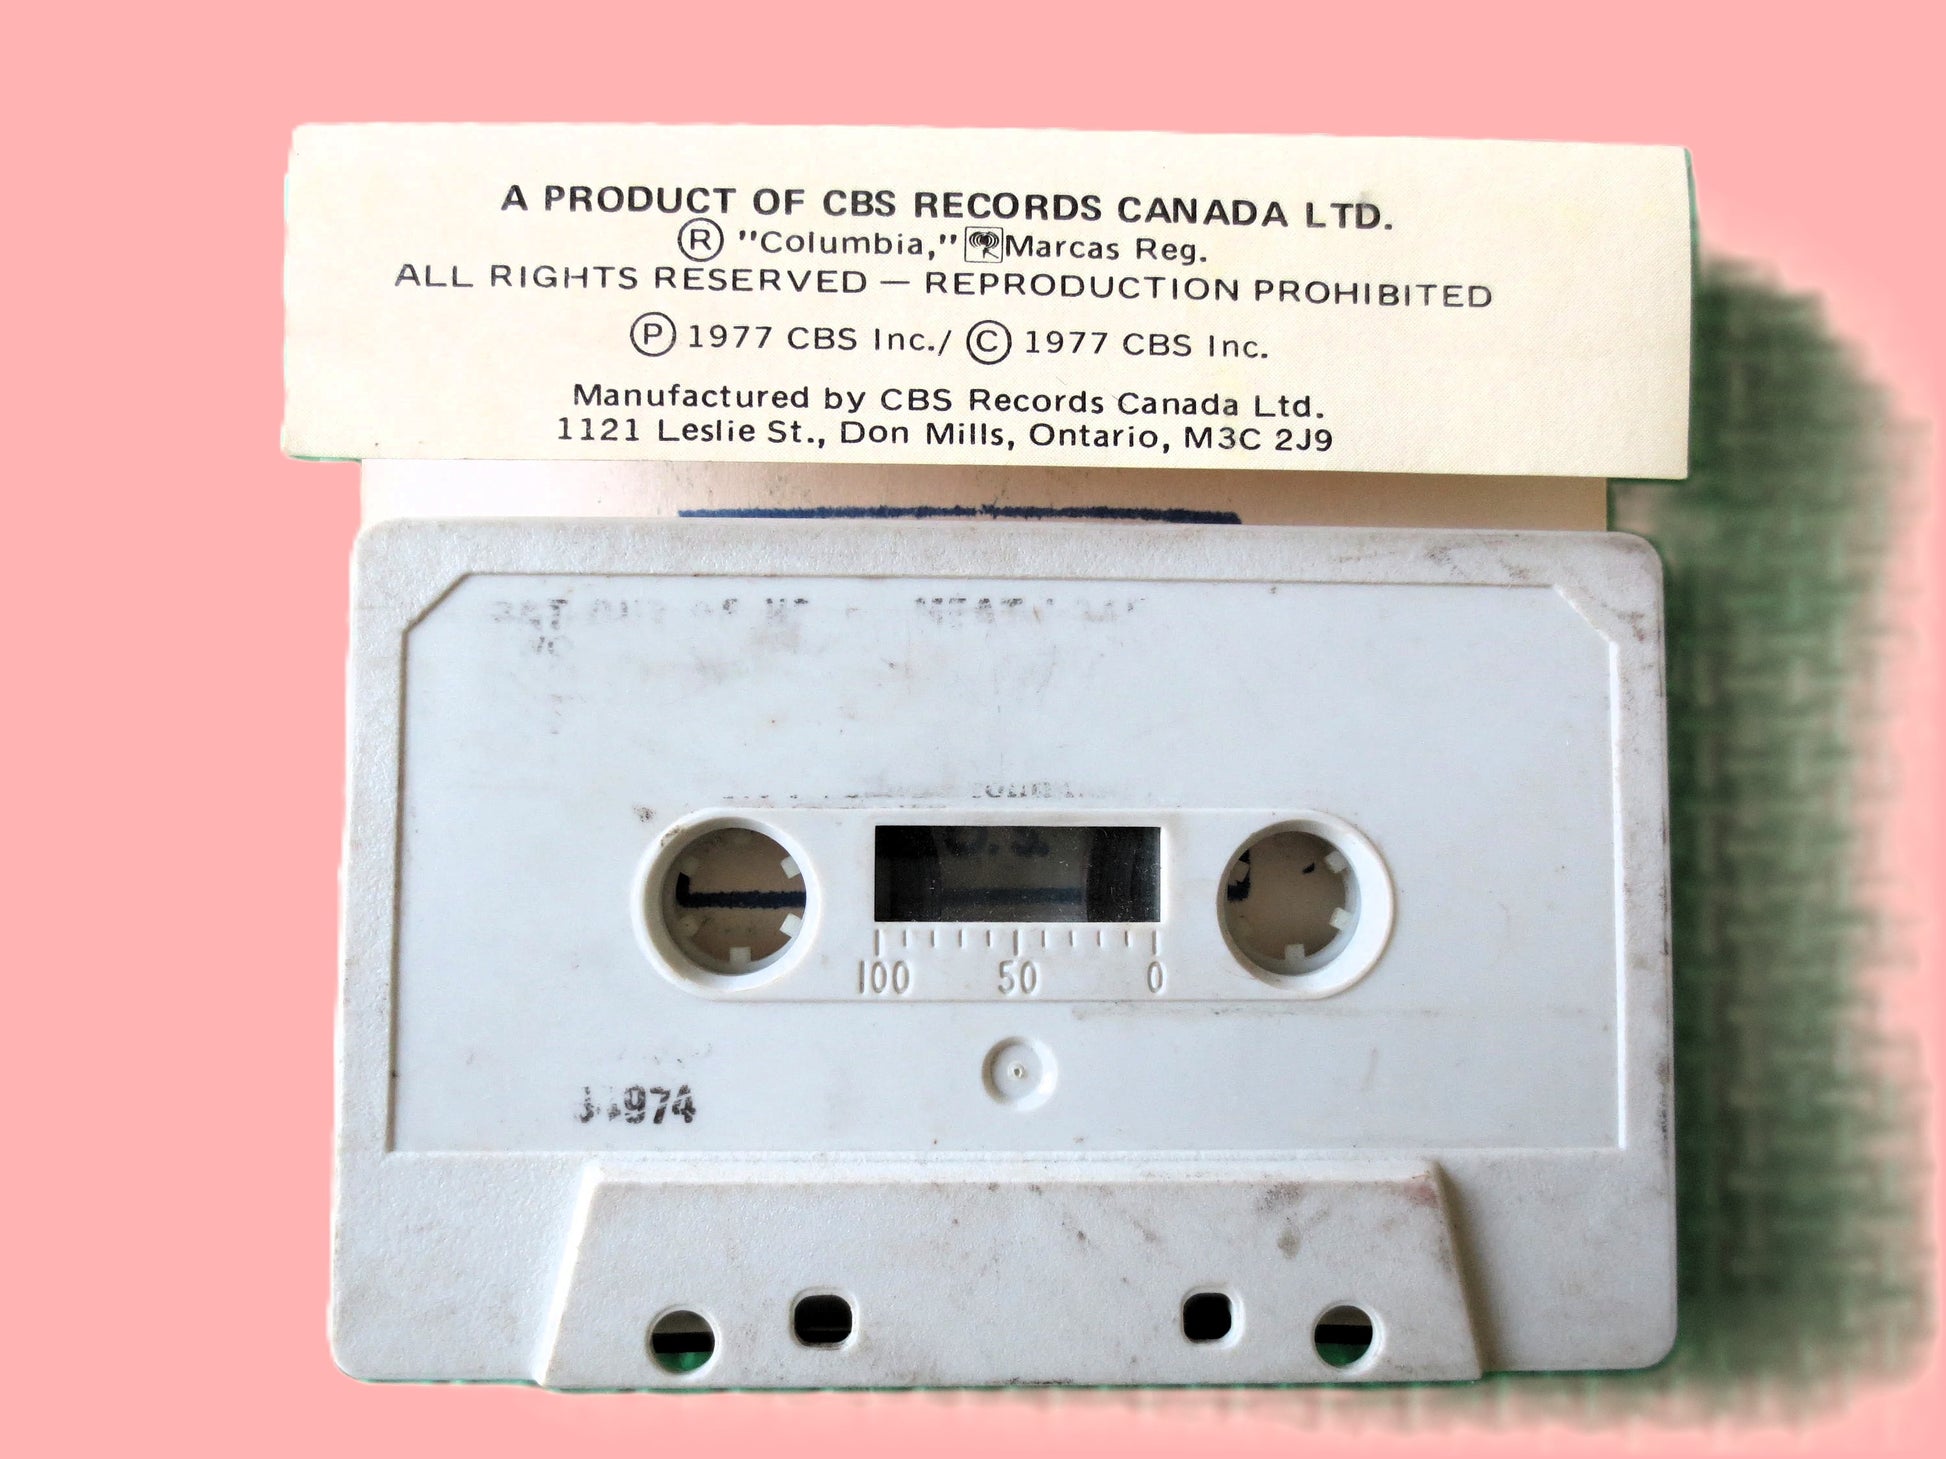 A PRODUCT OF CBS RECORDS CANADA LTD.
Ⓡ "Columbia," Marcas Reg.
ALL RIGHTS RESERVED — REPRODUCTION PROHIBITED
Ⓟ 1977 CBS Inc./ Ⓒ 1977 CBS Inc.
Manufactured by CBS Records Canada Ltd.
1121 Leslie St., Don Mills, Ontario, M3C 2J9
100 50 0